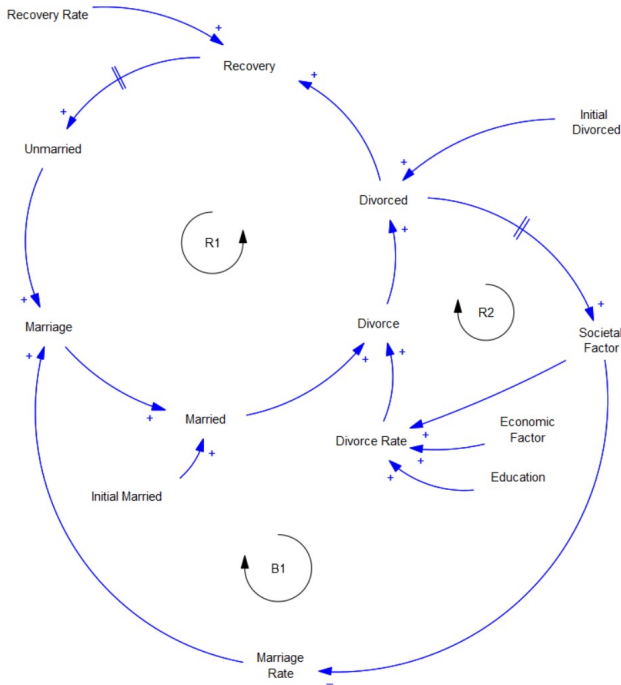 Recovery Rate
+
Recovery
+
+
Initial
Divorced
Unmarried
+
Divorced
+
R1
+
R2
+
+
Marriage
Divorce
Societal
Factor
+
+
+
Married
+
Economic
Factor
Divorce Rate
+
+
+
Education
Initial Married
+
B1
Marriage
Rate
−